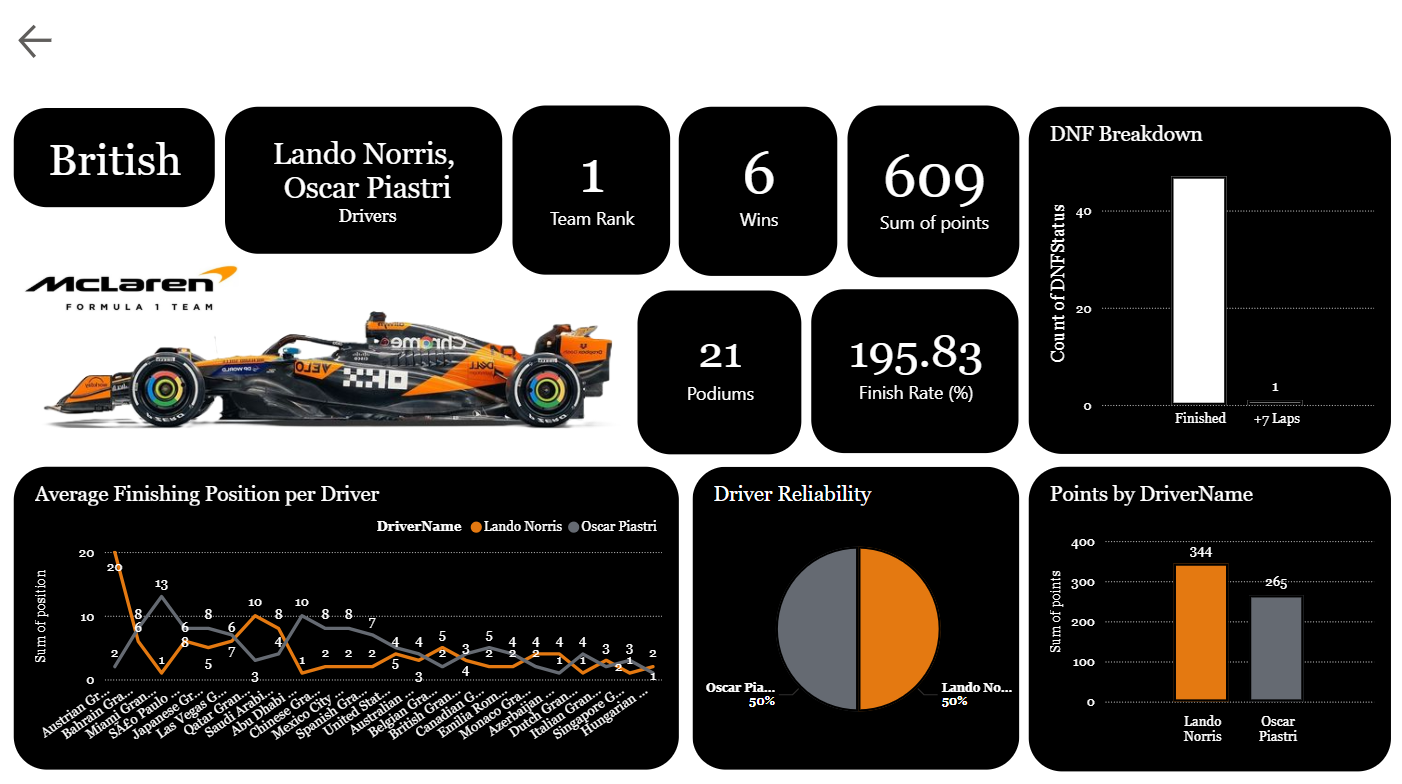 British
Lando Norris,
Oscar Piastri
Drivers
1
Team Rank
6
Wins
609
Sum of points
DNF Breakdown
Count of DNFStatus
40
20
0
1
Finished
+7 Laps
McLaren
FORMULA 1 TEAM
21
Podiums
195.83
Finish Rate (%)
Average Finishing Position per Driver
DriverName
Lando Norris
Oscar Piastri
Sum of position
20
10
0
20
2
6
8
1
13
6
8
5
8
6
7
10
3
8
4
1
10
2
8
2
8
2
7
4
5
4
3
5
2
3
4
2
5
2
4
4
2
4
1
1
4
3
2
1
3
2
1
Austrian Gr...
Bahrain Gra...
Miami Gran...
SÃ£o Paulo ...
Japanese Gr...
Las Vegas G...
Qatar Gran...
Saudi Arabi...
Abu Dhabi ...
Chinese Gra...
Mexico City ...
Spanish Gra...
United Stat...
Australian ...
Belgian Gra...
British Gran...
Canadian G...
Emilia Rom...
Monaco Gra...
Azerbaijan ...
Dutch Gran...
Italian Gran...
Singapore G...
Hungarian ...
Driver Reliability
Oscar Pia...
50%
Lando No...
50%
Points by DriverName
Sum of points
400
300
200
100
0
344
265
Lando
Norris
Oscar
Piastri